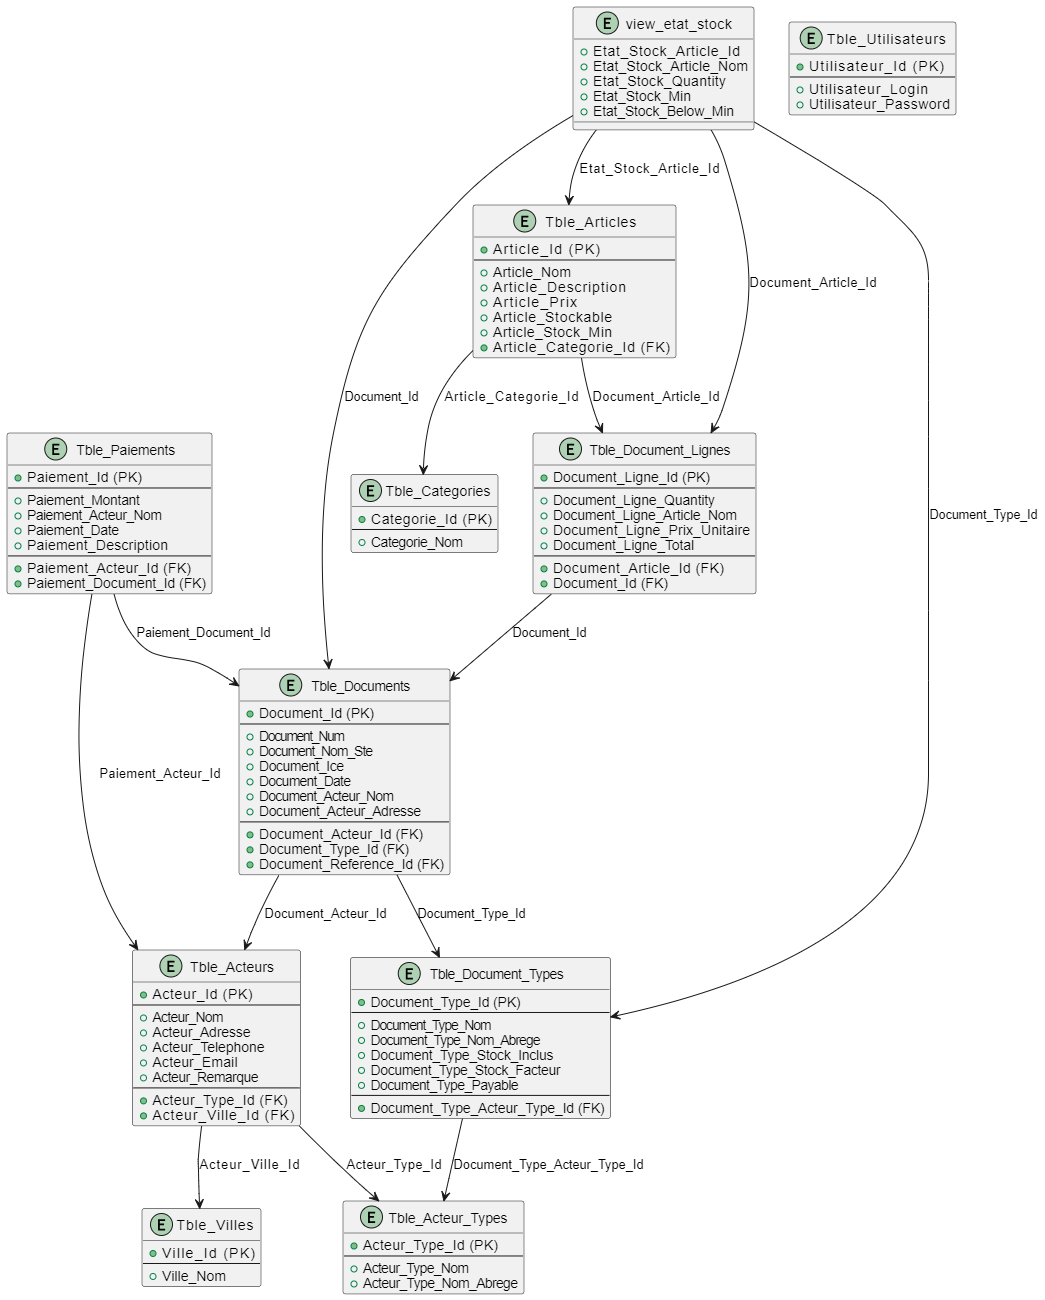 E view_etat_stock
Etat_Stock_Article_Id
Etat_Stock_Article_Nom
Etat_Stock_Quantity
Etat_Stock_Min
Etat_Stock_Below_Min
E Tble_Utilisateurs
Utilisateur_Id (PK)
Utilisateur_Login
Utilisateur_Password
Etat_Stock_Article_Id
E Tble_Articles
Article_Id (PK)
Article_Nom
Article_Description
Article_Prix
Article_Stockable
Article_Stock_Min
Article_Categorie_Id (FK)
Document_Article_Id
Document_Id
Article_Categorie_Id
Document_Article_Id
E Tble_Paiements
Paiement_Id (PK)
Paiement_Montant
Paiement_Acteur_Nom
Paiement_Date
Paiement_Description
Paiement_Acteur_Id (FK)
Paiement_Document_Id (FK)
E Tble_Categories
Categorie_Id (PK)
Categorie_Nom
E Tble_Document_Lignes
Document_Ligne_Id (PK)
Document_Ligne_Quantity
Document_Ligne_Article_Nom
Document_Ligne_Prix_Unitaire
Document_Ligne_Total
Document_Article_Id (FK)
Document_Id (FK)
Document_Type_Id
Paiement_Document_Id
Document_Id
E Tble_Documents
Document_Id (PK)
Document_Num
Document_Nom_Ste
Document_Ice
Document_Date
Document_Acteur_Nom
Document_Acteur_Adresse
Document_Acteur_Id (FK)
Document_Type_Id (FK)
Document_Reference_Id (FK)
Paiement_Acteur_Id
Document_Acteur_Id
Document_Type_Id
E Tble_Acteurs
Acteur_Id (PK)
Acteur_Nom
Acteur_Adresse
Acteur_Telephone
Acteur_Email
Acteur_Remarque
Acteur_Type_Id (FK)
Acteur_Ville_Id (FK)
E Tble_Document_Types
Document_Type_Id (PK)
Document_Type_Nom
Document_Type_Nom_Abrege
Document_Type_Stock_Inclus
Document_Type_Stock_Facteur
Document_Type_Payable
Document_Type_Acteur_Type_Id (FK)
Acteur_Ville_Id
Acteur_Type_Id
Document_Type_Acteur_Type_Id
E Tble_Villes
Ville_Id (PK)
Ville_Nom
E Tble_Acteur_Types
Acteur_Type_Id (PK)
Acteur_Type_Nom
Acteur_Type_Nom_Abrege